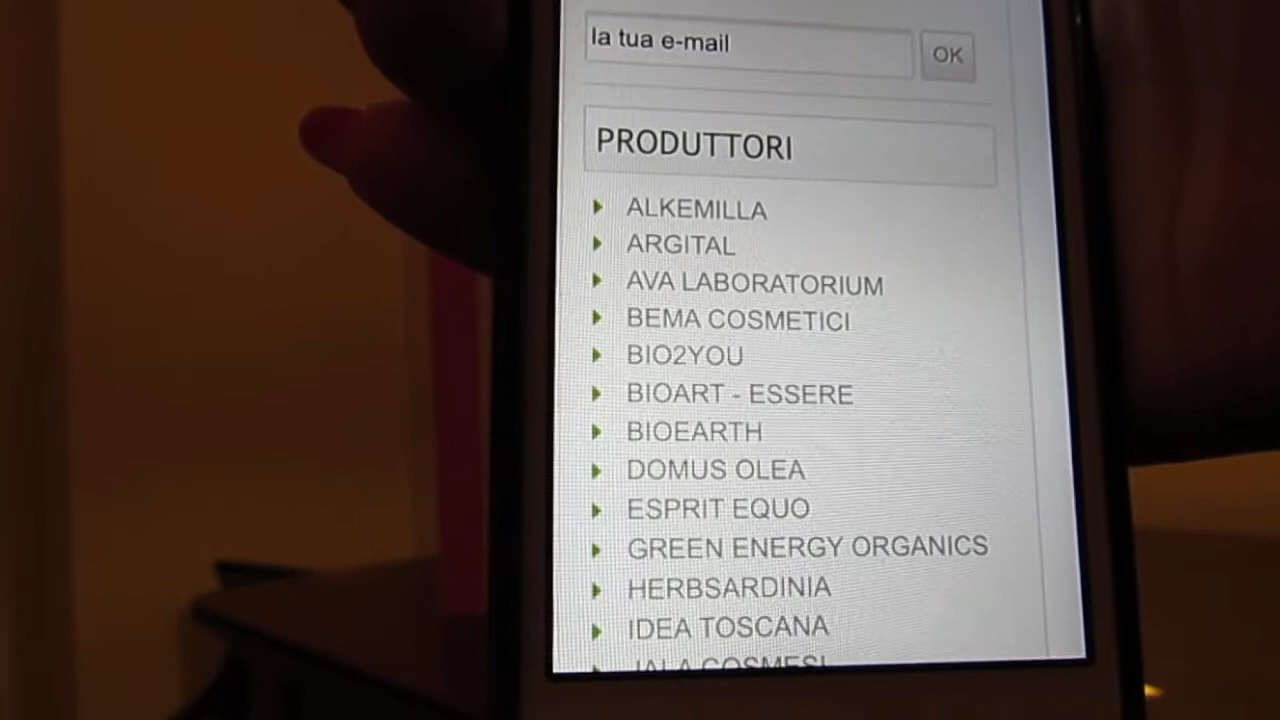 la tua e-mail
OK
PRODUTTORI
ALKEMILLA
ARGITAL
AVA LABORATORIUM
BEMA COSMETICI
BIO2YOU
BIOART - ESSERE
BIOEARTH
DOMUS OLEA
ESPRIT EQUO
GREEN ENERGY ORGANICS
HERBSARDINIA
IDEA TOSCANA
COSMESI